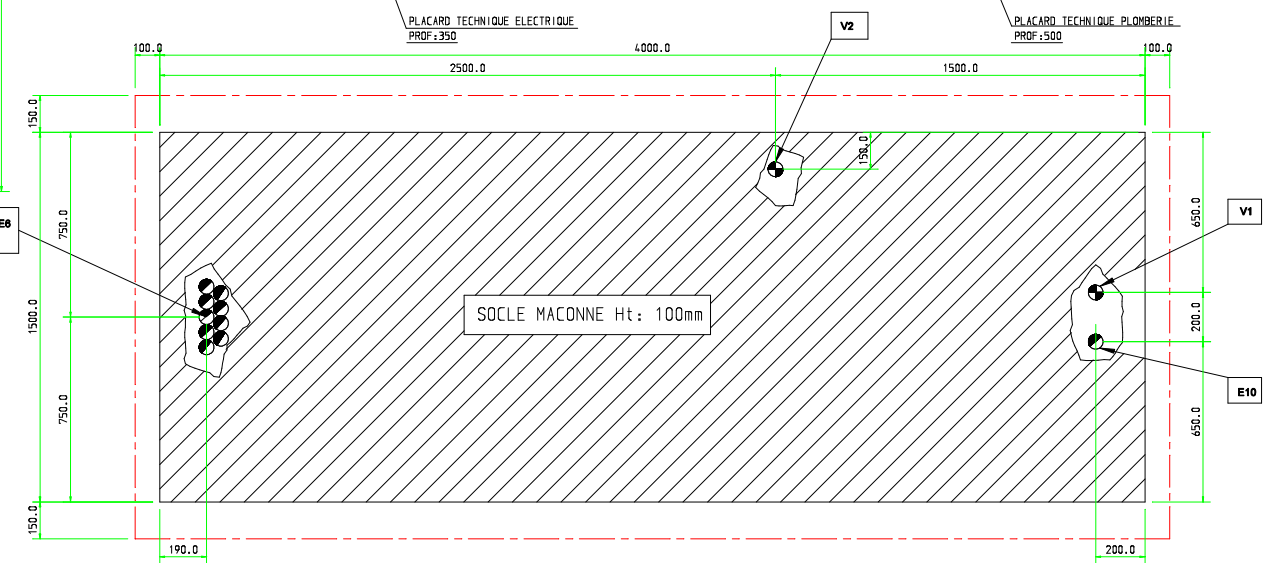 PLACARD TECHNIQUE ELECTRIQUE
PROF:350
V2
PLACARD TECHNIQUE PLOMBERIE
PROF:500
100.0
4000.0
100.0
2500.0
1500.0
150.0
150.0
E6
750.0
650.0
V1
1500.0
SOCLE MACONNE Ht: 100mm
200.0
750.0
650.0
E10
150.0
190.0
200.0